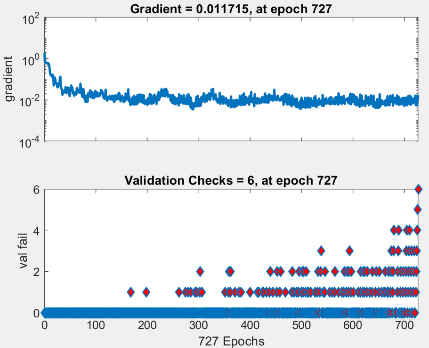 Gradient = 0.011715, at epoch 727
10^2
10^0
10^-2
10^-4
gradient
Validation Checks = 6, at epoch 727
6
4
2
0
val fail
0 100 200 300 400 500 600 700
727 Epochs